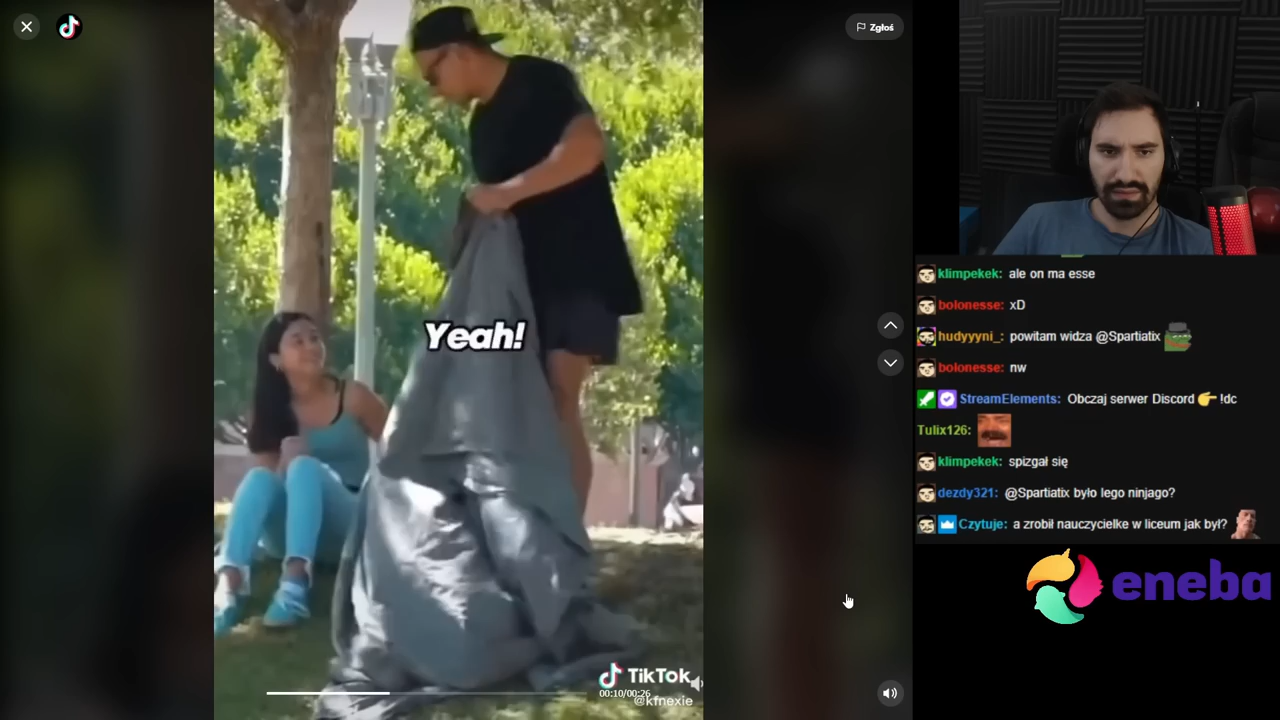 Zgłoś
Yeah!
TikTok
00:10/00:26
@kfnexie
klimpekek: ale on ma esse
bolonesse: xD
hudyyyni_: powitam widza @Spartiatix
bolonesse: nw
StreamElements: Obczaj serwer Discord 👉 !dc
Tulix126:
klimpekek: spizgał się
dezdy321: @Spartiatix było lego ninjago?
Czytuje: a zrobił nauczycielke w liceum jak był?
eneba